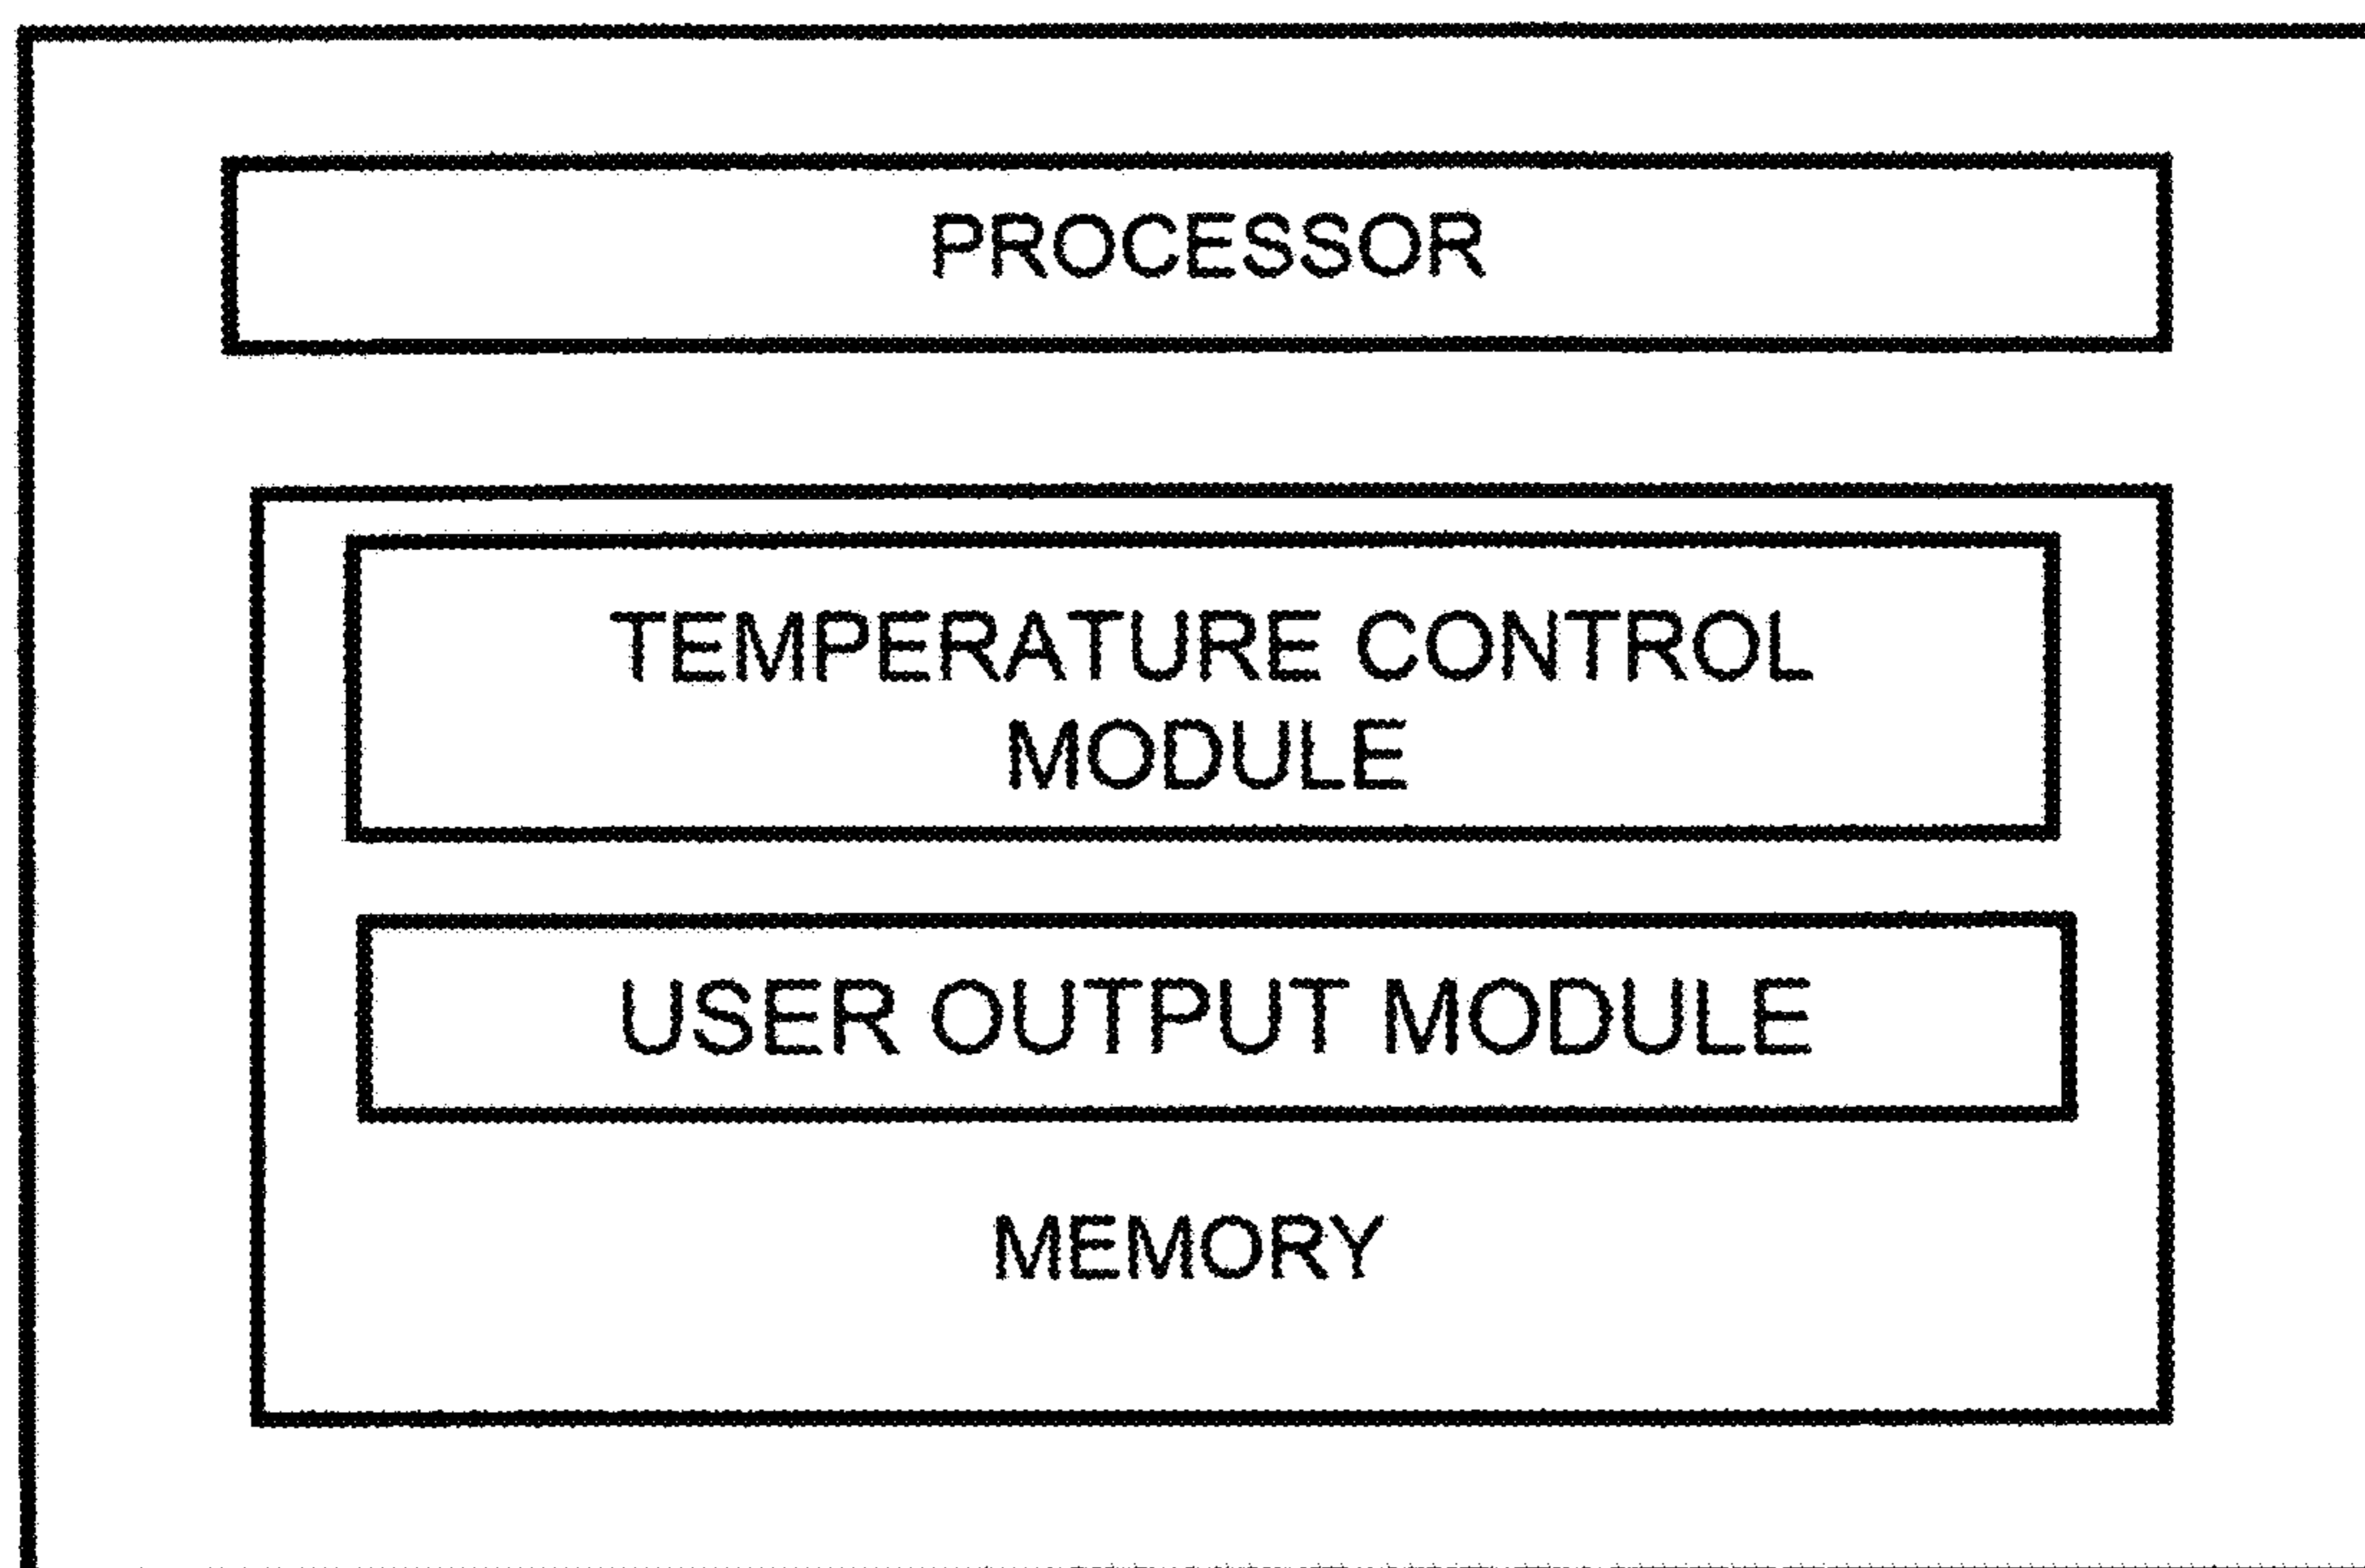 PROCESSOR
TEMPERATURE CONTROL
MODULE
USER OUTPUT MODULE
MEMORY